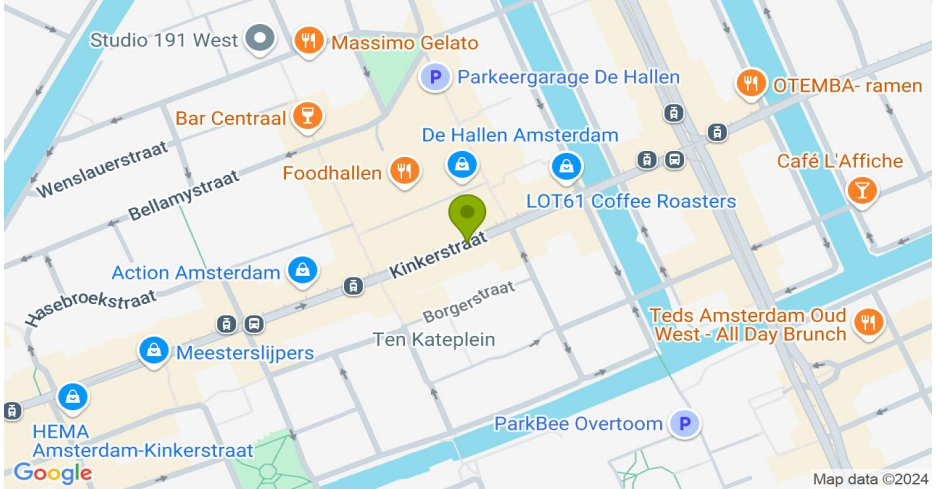 Studio 191 West
Massimo Gelato
P
Parkeergarage De Hallen
OTEMBA- ramen
Bar Centraal
De Hallen Amsterdam
Wenslauerstraat
Bellamystraat
Foodhallen
Café L'Affiche
LOT61 Coffee Roasters
Kinkerstraat
Action Amsterdam
Hasebroekstraat
Borgerstraat
Ten Kateplein
Teds Amsterdam Oud
West - All Day Brunch
Meesterslijpers
ParkBee Overtoom
P
HEMA
Amsterdam-Kinkerstraat
Google
Map data ©2024